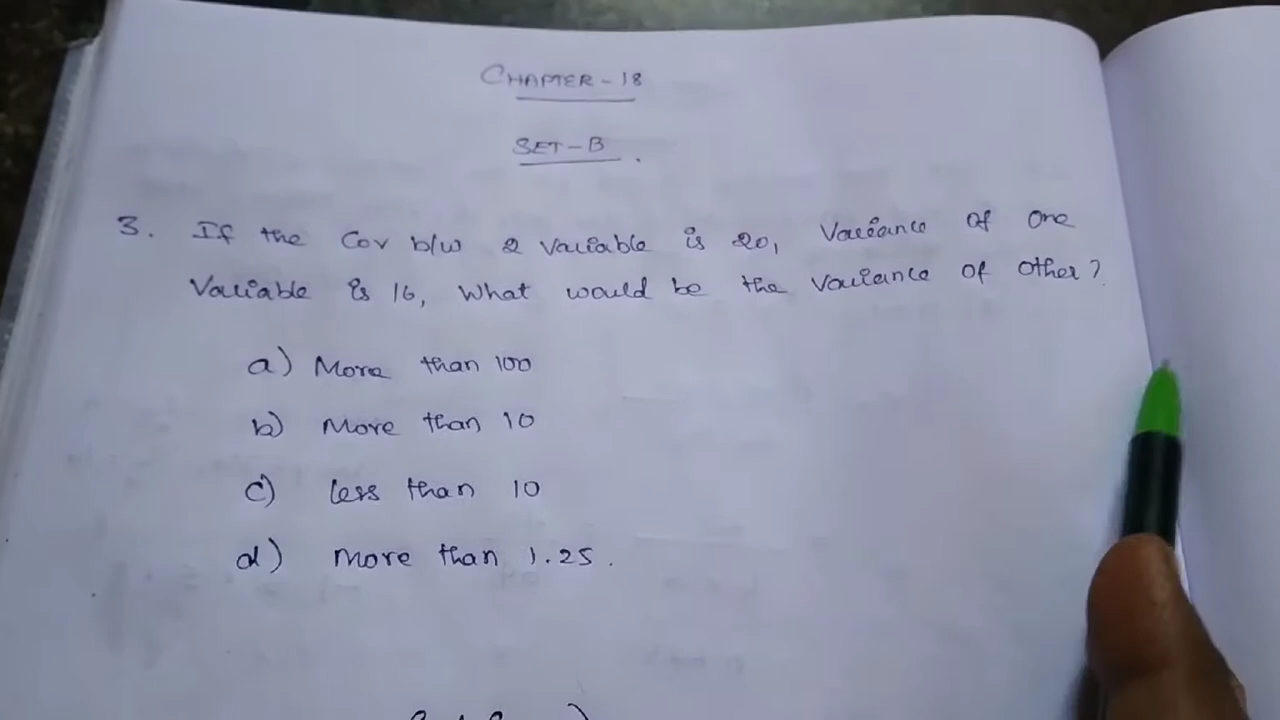 CHAPTER - 18
SET - B .
3. If the Cov b/w 2 Variable is 20, Variance of One
Variable is 16, What would be the variance of other?
a) More than 100
b) More than 10
c) less than 10
d) More than 1.25 .